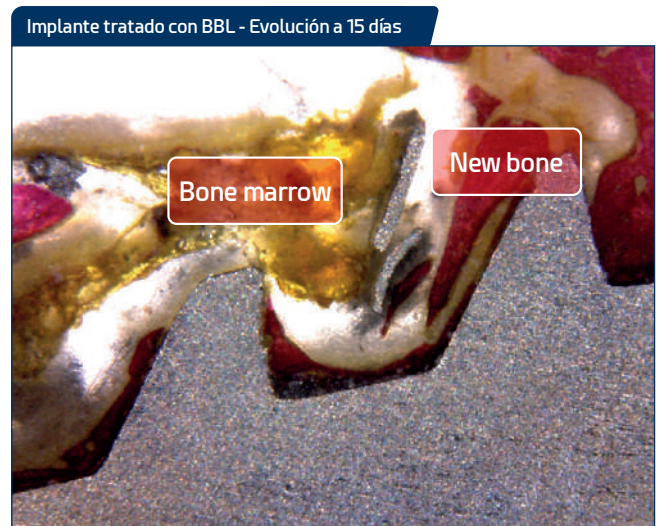 Implante tratado con BBL - Evolución a 15 días
Bone marrow
New bone